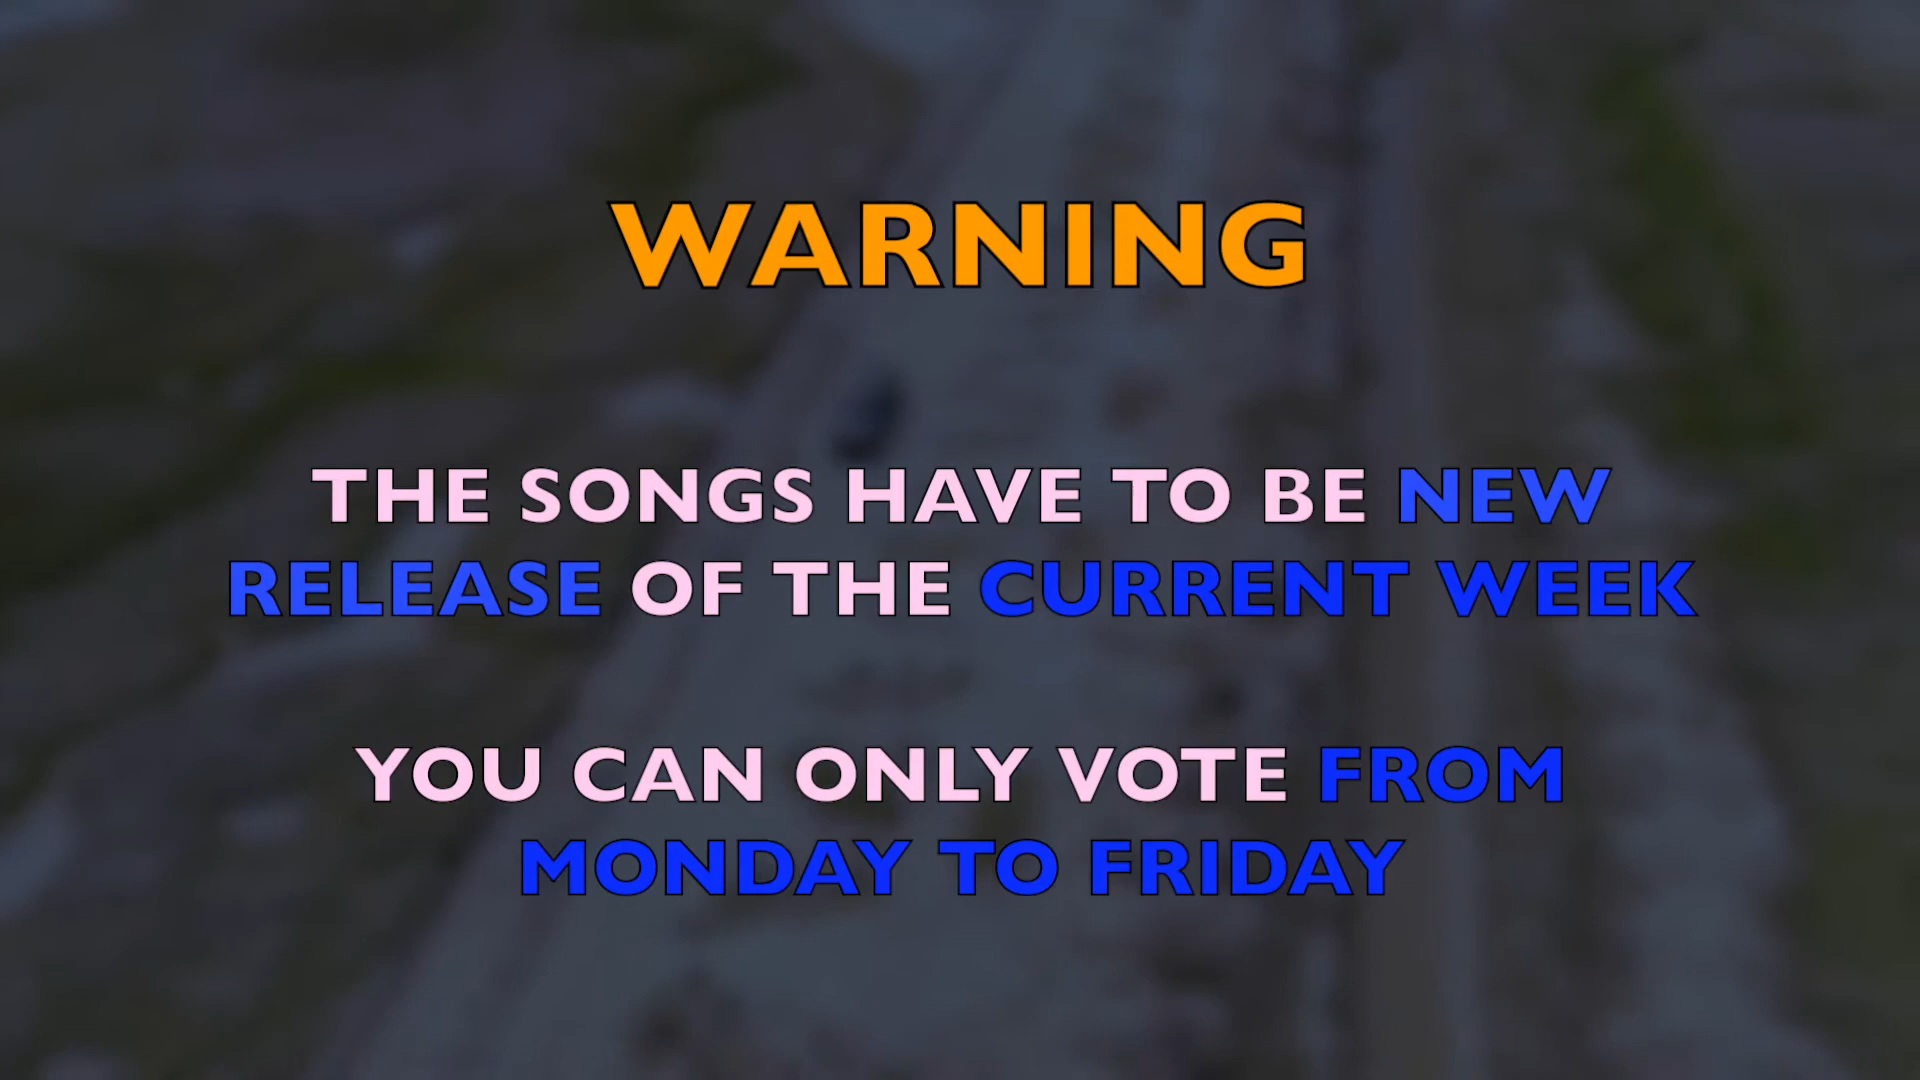 WARNING
THE SONGS HAVE TO BE NEW
RELEASE OF THE CURRENT WEEK
YOU CAN ONLY VOTE FROM
MONDAY TO FRIDAY